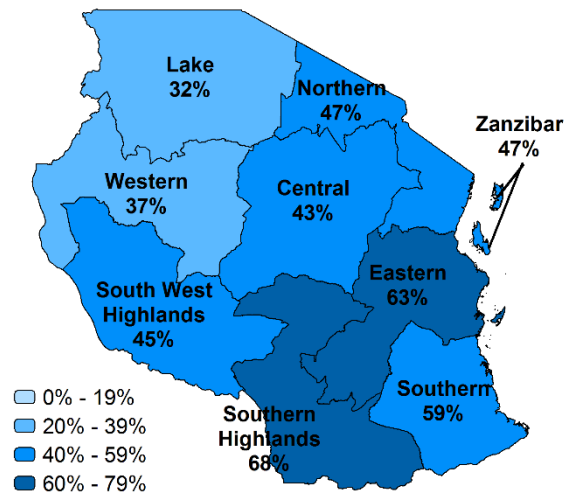 Lake
32%
Northern
47%
Zanzibar
47%
Western
37%
Central
43%
Eastern
63%
South West
Highlands
45%
Southern
59%
Southern
Highlands
68%
0% - 19%
20% - 39%
40% - 59%
60% - 79%